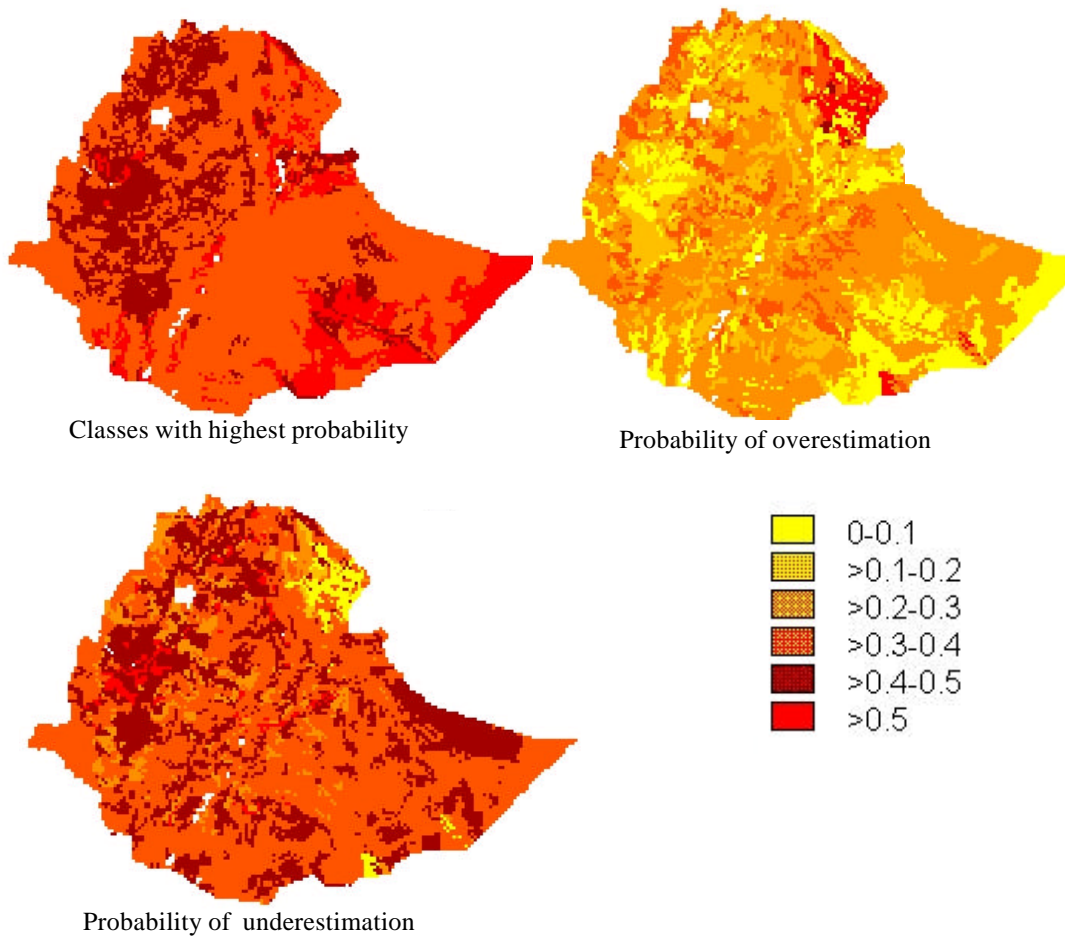 Classes with highest probability
Probability of overestimation
0-0.1
>0.1-0.2
>0.2-0.3
>0.3-0.4
>0.4-0.5
>0.5
Probability of underestimation